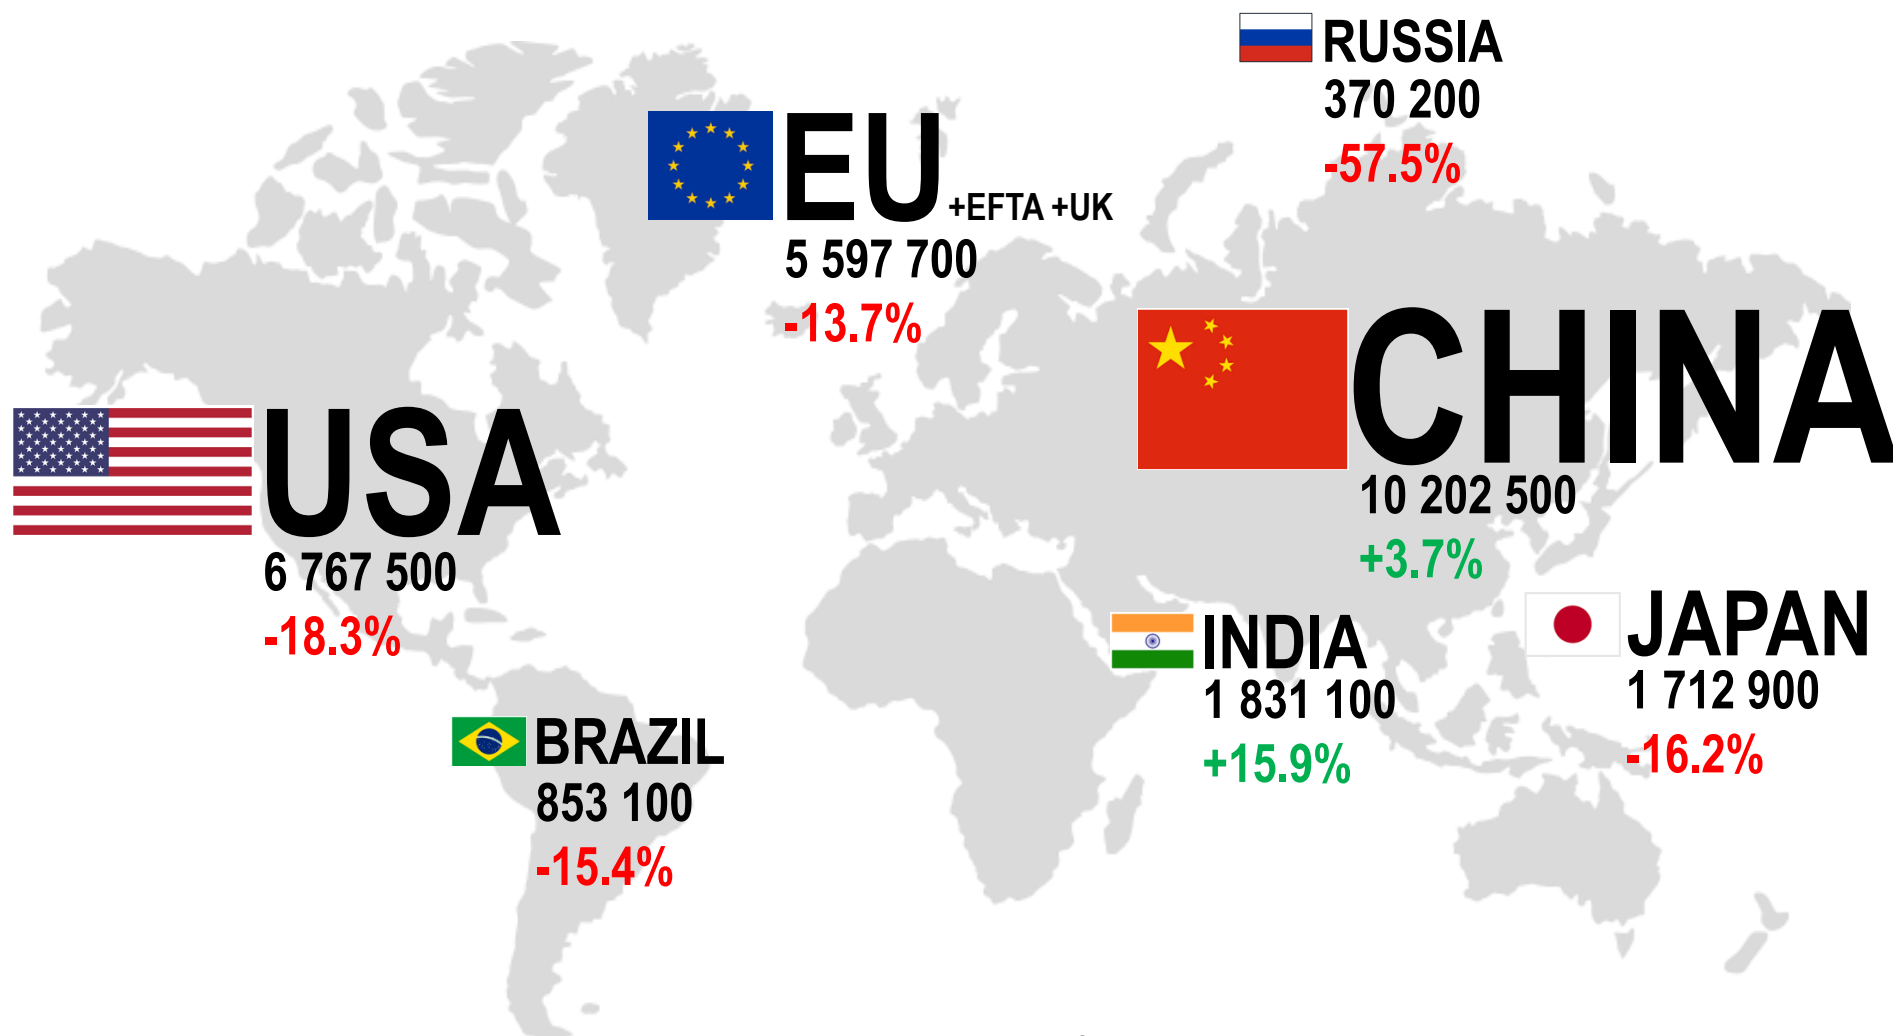 RUSSIA
370 200
-57.5%
EU +EFTA +UK
5 597 700
-13.7%
CHINA
10 202 500
+3.7%
USA
6 767 500
-18.3%
INDIA
1 831 100
+15.9%
JAPAN
1 712 900
-16.2%
BRAZIL
853 100
-15.4%